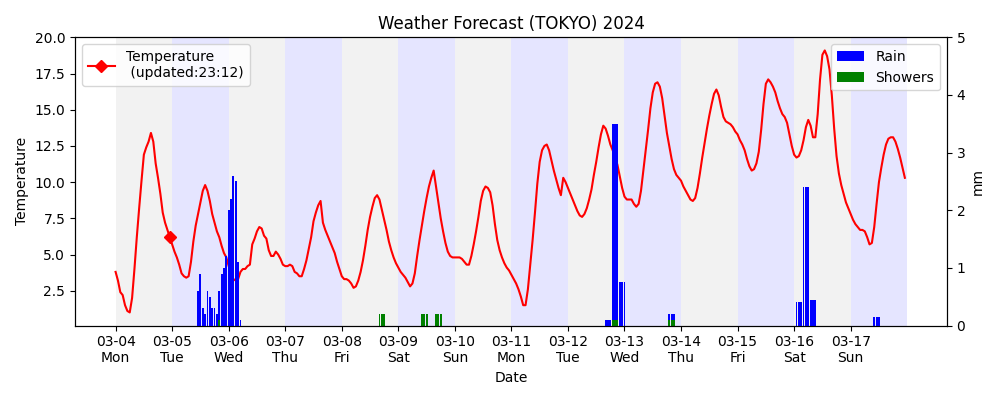 Weather Forecast (TOKYO) 2024
Temperature
(updated:23:12)
Rain
Showers
20.0
17.5
15.0
12.5
10.0
7.5
5.0
2.5
Temperature
5
4
3
2
1
0
mm
03-04 03-05 03-06 03-07 03-08 03-09 03-10 03-11 03-12 03-13 03-14 03-15 03-16 03-17
Mon Tue Wed Thu Fri Sat Sun Mon Tue Wed Thu Fri Sat Sun
Date